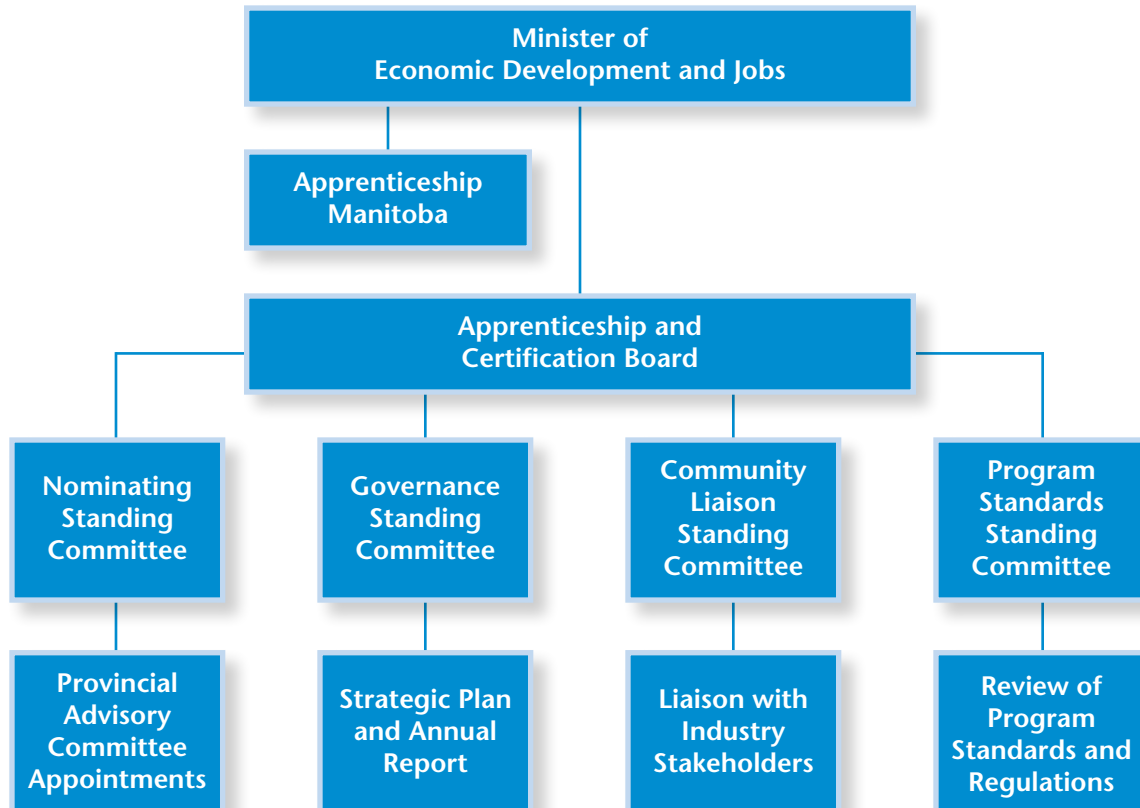 Minister of
Economic Development and Jobs
Apprenticeship
Manitoba
Apprenticeship and
Certification Board
Nominating
Standing
Committee
Governance
Standing
Committee
Community
Liaison
Standing
Committee
Program
Standards
Standing
Committee
Provincial
Advisory
Committee
Appointments
Strategic Plan
and Annual
Report
Liaison with
Industry
Stakeholders
Review of
Program
Standards and
Regulations